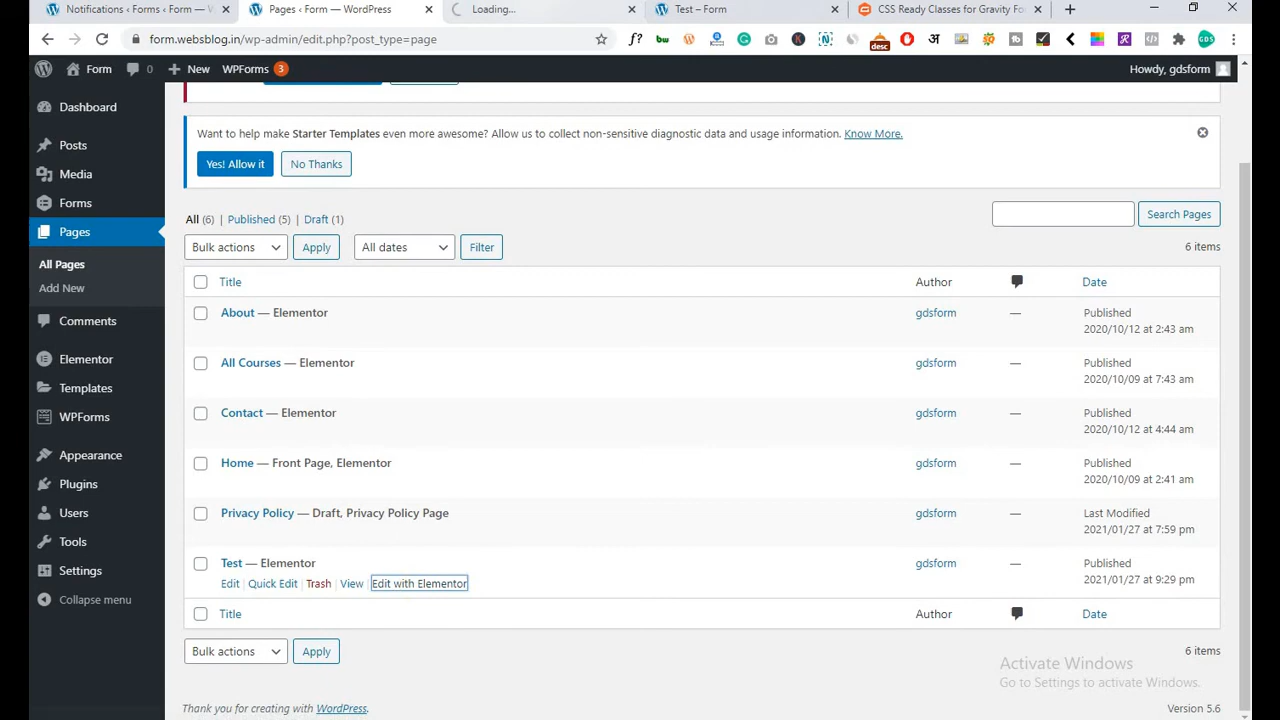 Notifications ‹ Forms ‹ Form — W
Pages ‹ Form — WordPress
Loading...
Test – Form
CSS Ready Classes for Gravity Fo
form.websblog.in/wp-admin/edit.php?post_type=page
f?
bw
desc
अ
GDS
Form
0
New
WPForms 3
Howdy, gdsform
Dashboard
Posts
Media
Forms
Pages
All Pages
Add New
Comments
Elementor
Templates
WPForms
Appearance
Plugins
Users
Tools
Settings
Collapse menu
Want to help make Starter Templates even more awesome? Allow us to collect non-sensitive diagnostic data and usage information. Know More.
Yes! Allow it
No Thanks
All (6) | Published (5) | Draft (1)
Search Pages
Bulk actions
Apply
All dates
Filter
6 items
Title
Author
Date
About — Elementor
gdsform
—
Published
2020/10/12 at 2:43 am
All Courses — Elementor
gdsform
—
Published
2020/10/09 at 7:43 am
Contact — Elementor
gdsform
—
Published
2020/10/12 at 4:44 am
Home — Front Page, Elementor
gdsform
—
Published
2020/10/09 at 2:41 am
Privacy Policy — Draft, Privacy Policy Page
gdsform
—
Last Modified
2021/01/27 at 7:59 pm
Test — Elementor
Edit | Quick Edit | Trash | View | Edit with Elementor
gdsform
—
Published
2021/01/27 at 9:29 pm
Title
Author
Date
Bulk actions
Apply
6 items
Activate Windows
Go to Settings to activate Windows.
Thank you for creating with WordPress.
Version 5.6